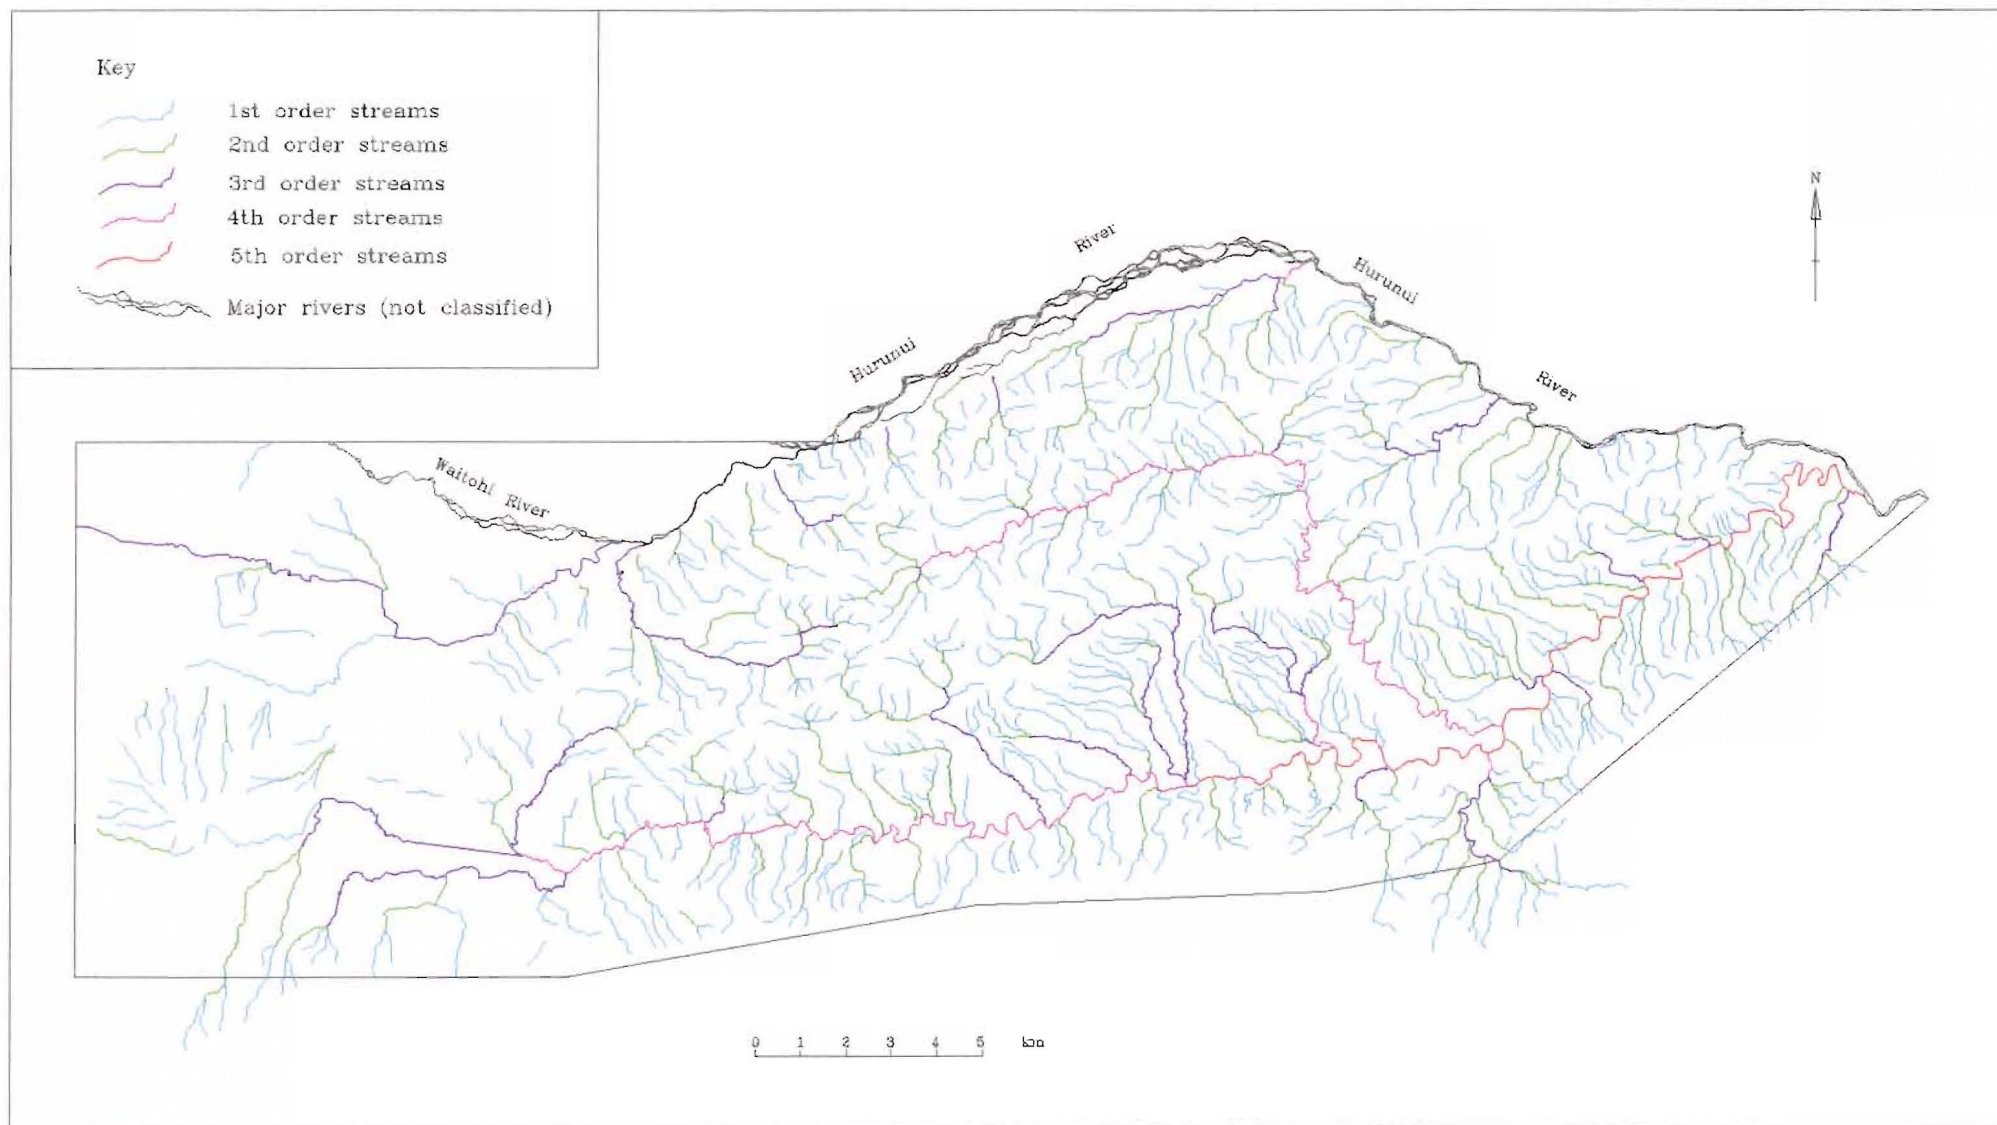 Key
1st order streams
2nd order streams
3rd order streams
4th order streams
5th order streams
Major rivers (not classified)
N
River
Hurunui
Hurunui
River
Waitohi River
0 1 2 3 4 5 km